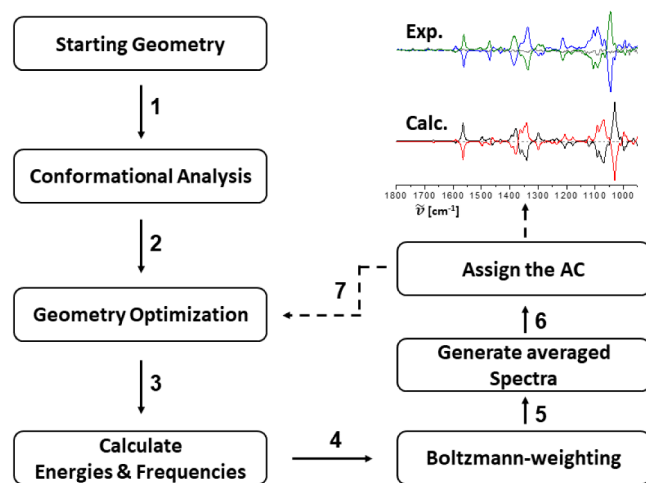 Starting Geometry
1
Conformational Analysis
2
Geometry Optimization
3
Calculate
Energies & Frequencies
4
Boltzmann-weighting
5
Generate averaged
Spectra
6
Assign the AC
7
Exp.
Calc.
1800 1700 1600 1500 1400 1300 1200 1100 1000
ṽ [cm⁻¹]